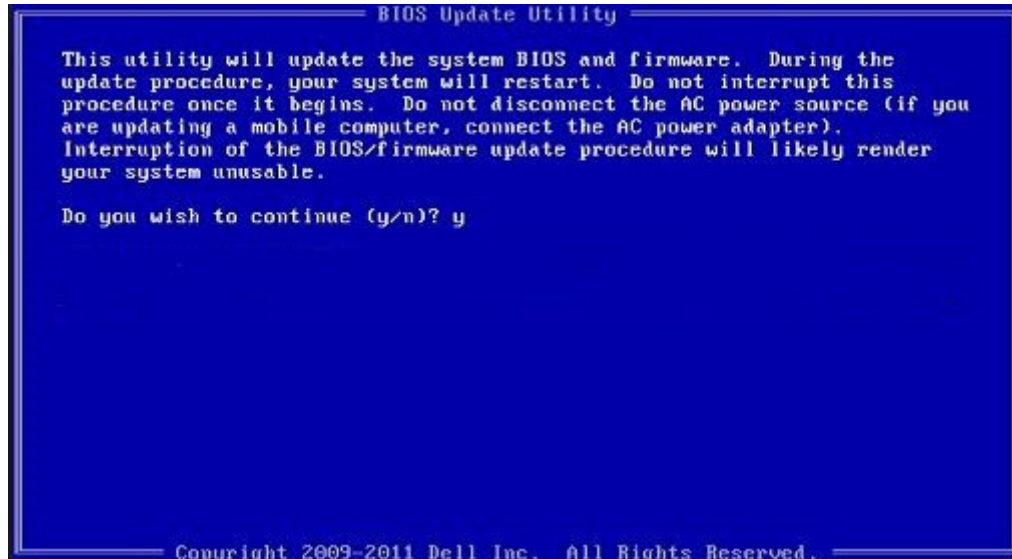 BIOS Update Utility
This utility will update the system BIOS and firmware. During the
update procedure, your system will restart. Do not interrupt this
procedure once it begins. Do not disconnect the AC power source (if you
are updating a mobile computer, connect the AC power adapter).
Interruption of the BIOS/firmware update procedure will likely render
your system unusable.
Do you wish to continue (y/n)? y
Copyright 2009-2011 Dell Inc. All Rights Reserved.